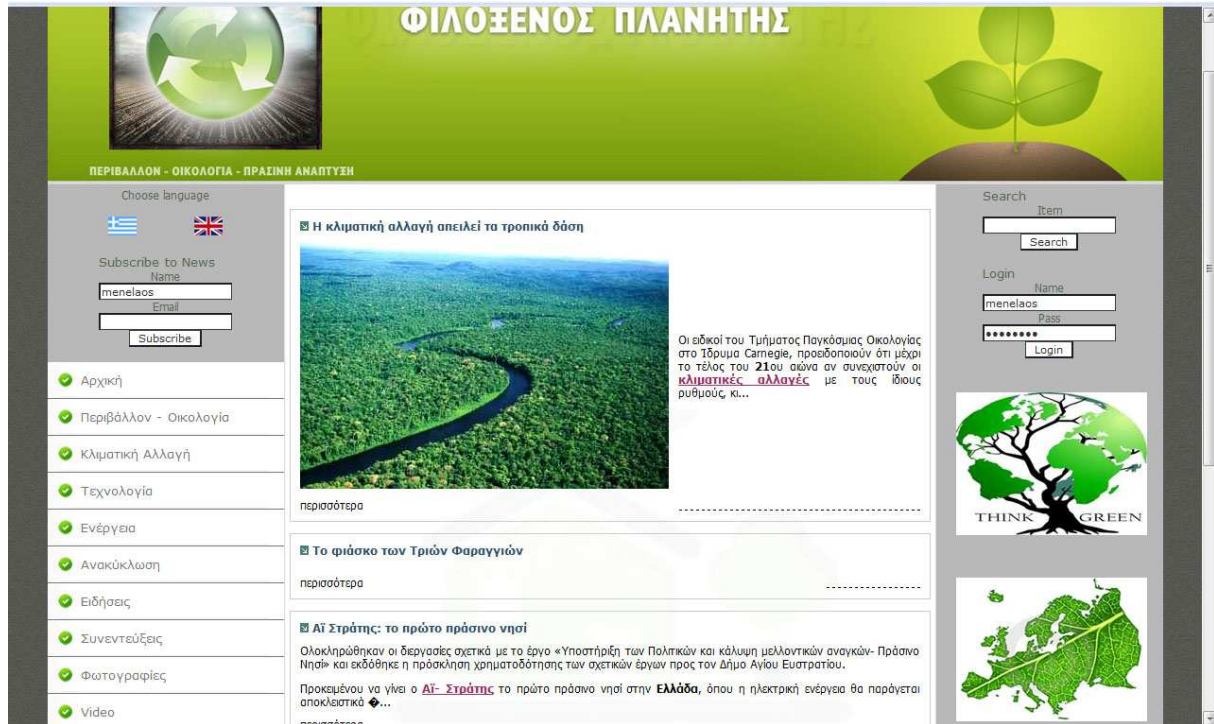 ΦΙΛΟΞΕΝΟΣ ΠΛΑΝΗΤΗΣ
ΠΕΡΙΒΑΛΛΟΝ - ΟΙΚΟΛΟΓΙΑ - ΠΡΑΣΙΝΗ ΑΝΑΠΤΥΞΗ
Choose language
Subscribe to News
Name
menelaos
Email
Subscribe
Αρχική
Περιβάλλον - Οικολογία
Κλιματική Αλλαγή
Τεχνολογία
Ενέργεια
Ανακύκλωση
Ειδήσεις
Συνεντεύξεις
Φωτογραφίες
Video
Η κλιματική αλλαγή απειλεί τα τροπικά δάση
Οι ειδικοί του Τμήματος Παγκόσμιας Οικολογίας
στο Ίδρυμα Carnegie, προειδοποιούν ότι μέχρι
το τέλος του 21ου αιώνα αν συνεχιστούν οι
κλιματικές αλλαγές με τους ίδιους
ρυθμούς, κι...
περισσότερα
Το φιάσκο των Τριών Φαραγγιών
περισσότερα
Αϊ Στράτης: το πρώτο πράσινο νησί
Ολοκληρώθηκαν οι διεργασίες σχετικά με το έργο «Υποστήριξη των Πολιτικών και κάλυψη μελλοντικών αναγκών- Πράσινο
Νησί» και εκδόθηκε η πρόσκληση χρηματοδότησης των σχετικών έργων προς τον Δήμο Αγίου Ευστρατίου.
Προκειμένου να γίνει ο Αϊ- Στράτης το πρώτο πράσινο νησί στην Ελλάδα, όπου η ηλεκτρική ενέργεια θα παράγεται
αποκλειστικά �...
περισσότερα
Search
Item
Search
Login
Name
menelaos
Pass
••••••••
Login
THINK GREEN